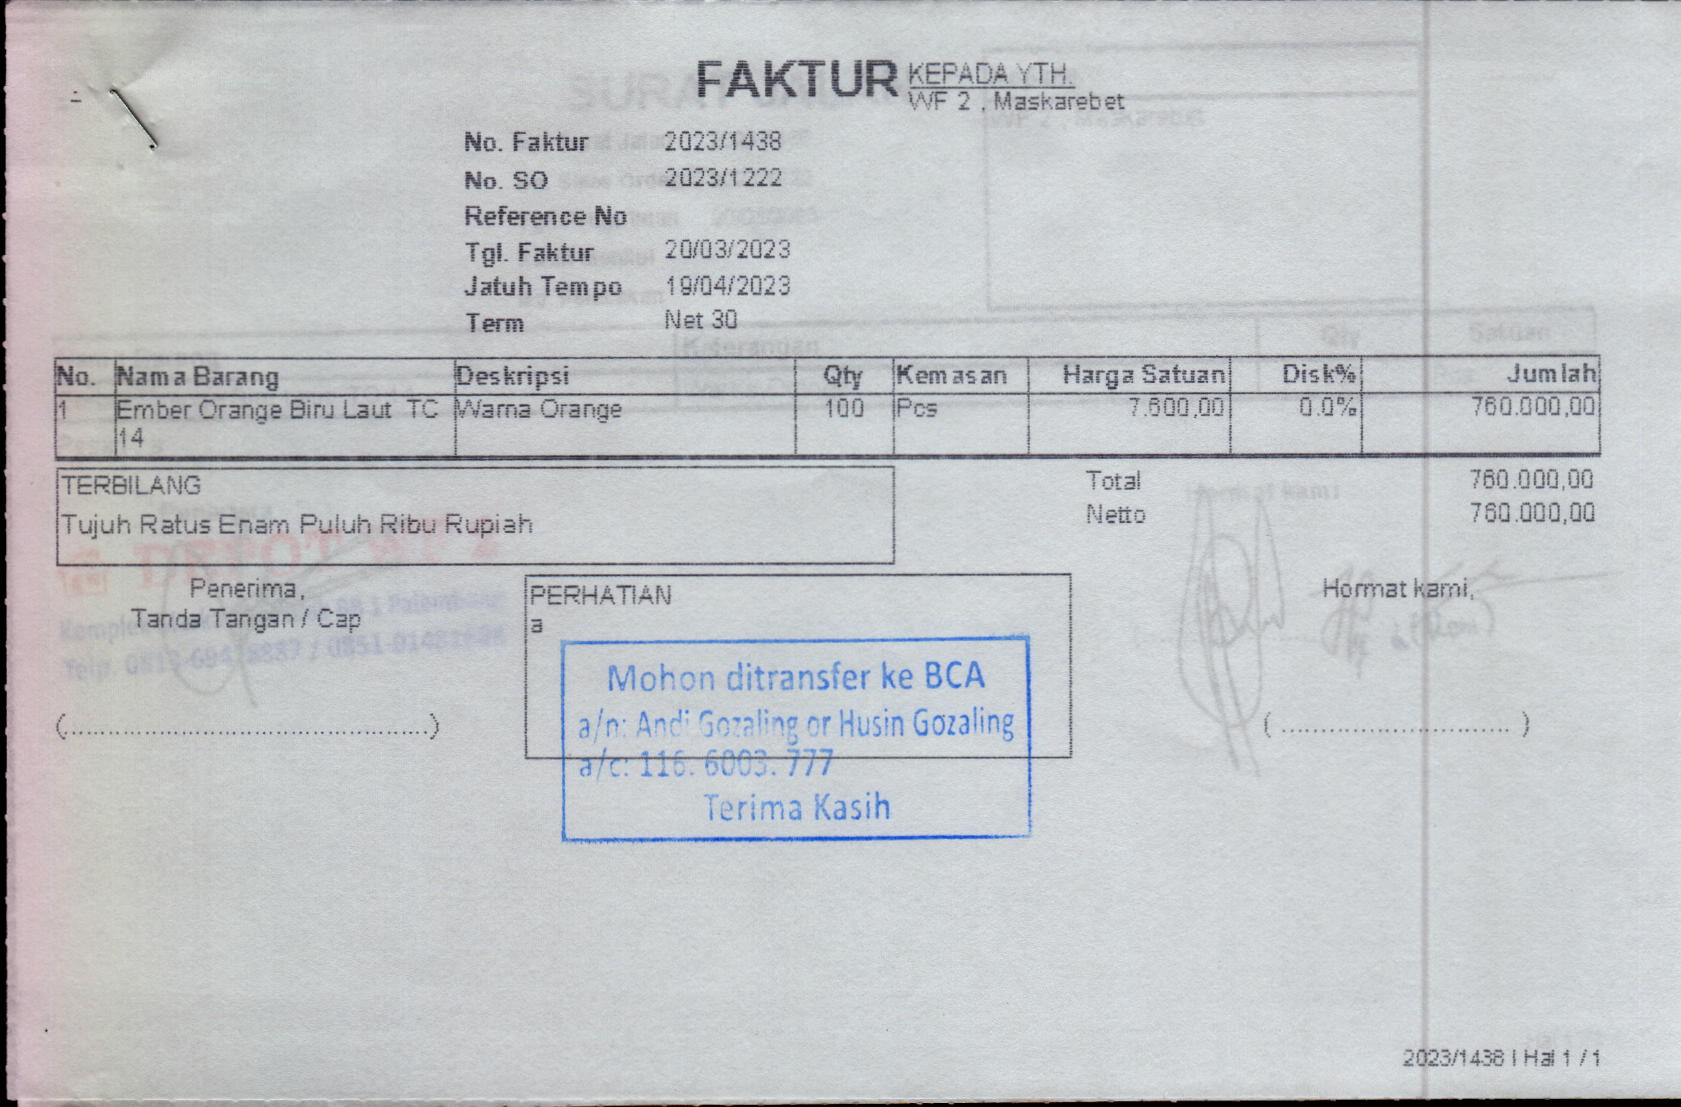 FAKTUR
KEPADA YTH.
WF 2 , Maskarebet
No. Faktur 2023/1438
No. SO 2023/1222
Reference No
Tgl. Faktur 20/03/2023
Jatuh Tempo 19/04/2023
Term Net 30
No. Nama Barang Deskripsi Qty Kemasan Harga Satuan Disk% Jumlah
1 Ember Orange Biru Laut TC Warna Orange 100 Pcs 7.600,00 0.0% 760.000,00
14
TERBILANG Total 760.000,00
Tujuh Ratus Enam Puluh Ribu Rupiah Netto 760.000,00
Penerima,
Tanda Tangan / Cap
(................................................)
PERHATIAN
a
Mohon ditransfer ke BCA
a/n: Andi Gozaling or Husin Gozaling
a/c: 116. 6003. 777
Terima Kasih
Hormat kami,
( ............................... )
2023/1438 | Hal 1 / 1